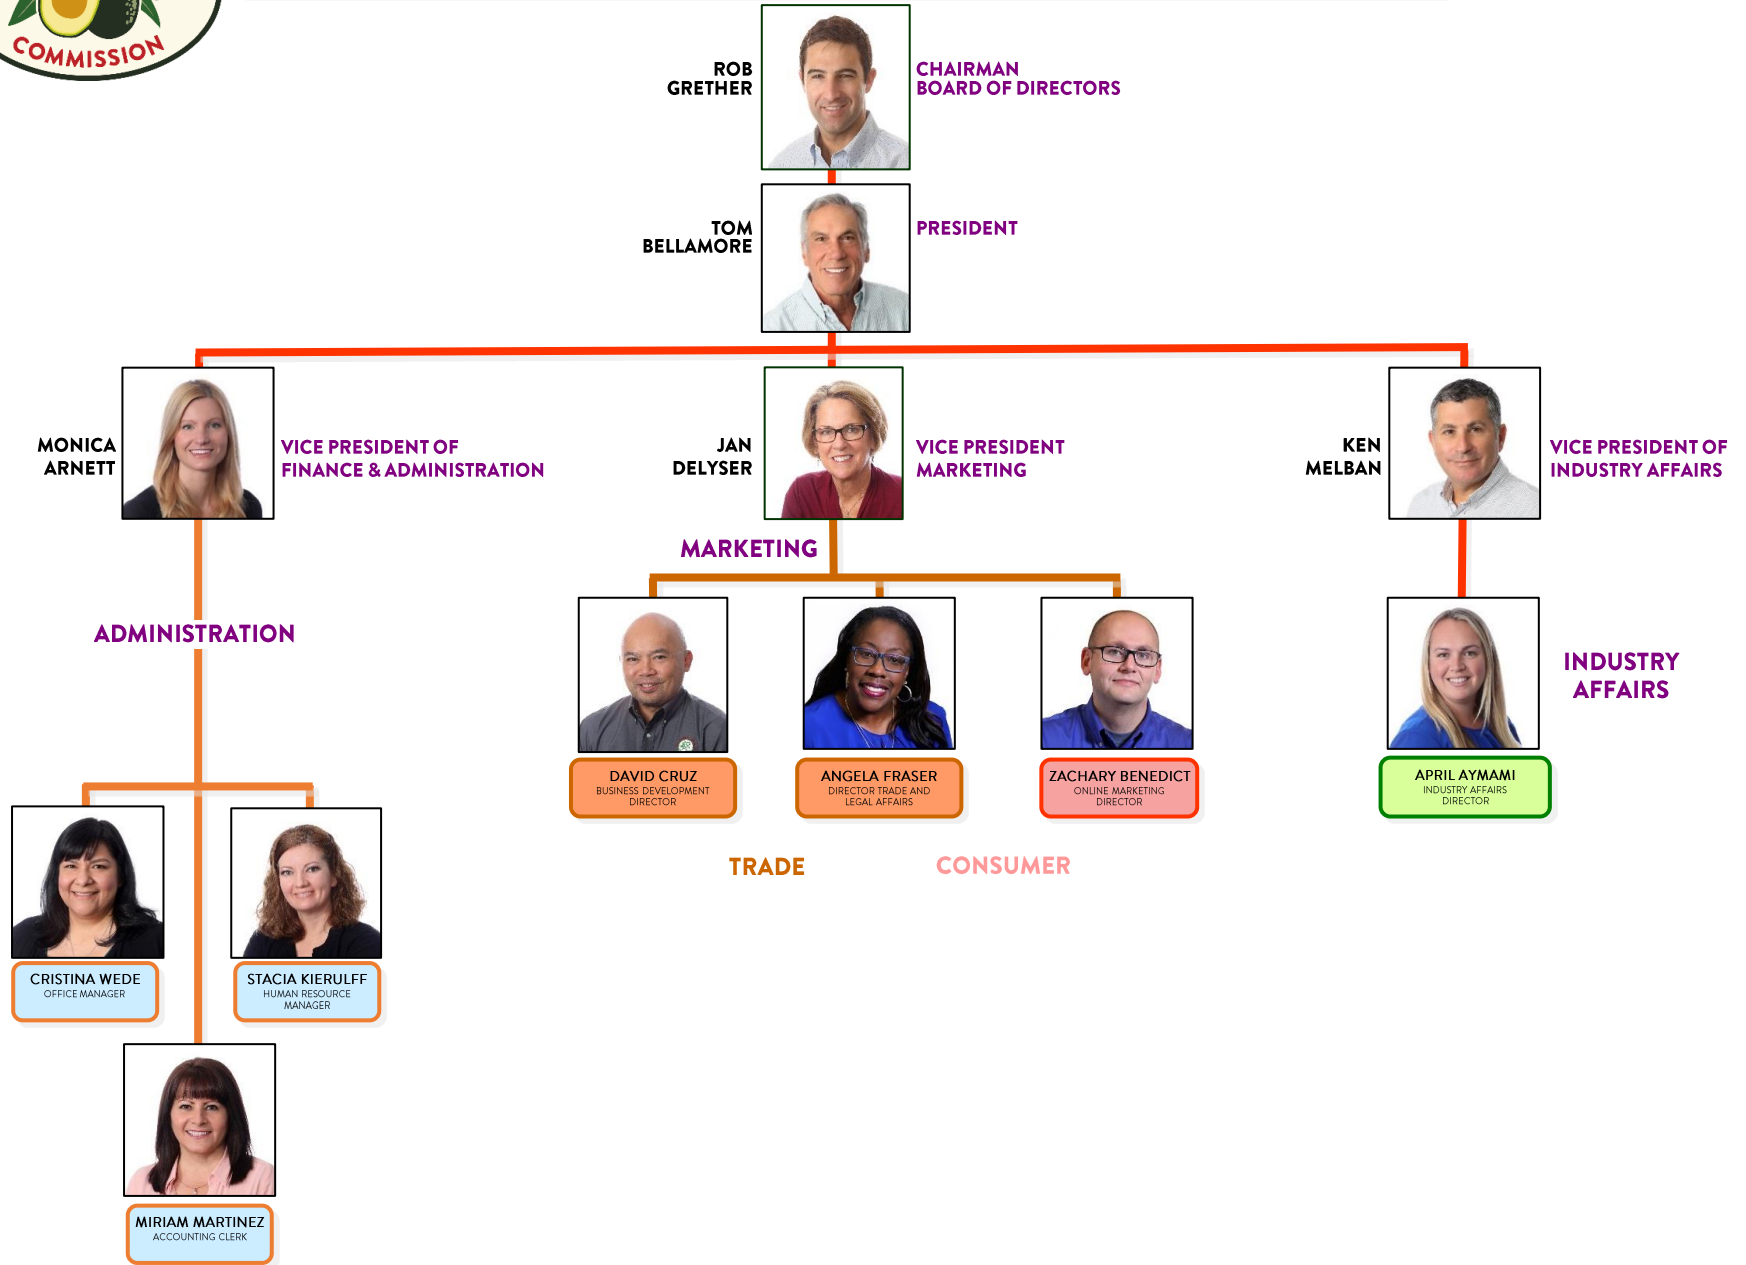 COMMISSION
ROB
GRETHER
CHAIRMAN
BOARD OF DIRECTORS
TOM
BELLAMORE
PRESIDENT
MONICA
ARNETT
VICE PRESIDENT OF
FINANCE & ADMINISTRATION
JAN
DELYSER
VICE PRESIDENT
MARKETING
KEN
MELBAN
VICE PRESIDENT OF
INDUSTRY AFFAIRS
MARKETING
ADMINISTRATION
INDUSTRY
AFFAIRS
DAVID CRUZ
BUSINESS DEVELOPMENT
DIRECTOR
ANGELA FRASER
DIRECTOR TRADE AND
LEGAL AFFAIRS
ZACHARY BENEDICT
ONLINE MARKETING
DIRECTOR
APRIL AYMAMI
INDUSTRY AFFAIRS
DIRECTOR
TRADE
CONSUMER
CRISTINA WEDE
OFFICE MANAGER
STACIA KIERULFF
HUMAN RESOURCE
MANAGER
MIRIAM MARTINEZ
ACCOUNTING CLERK